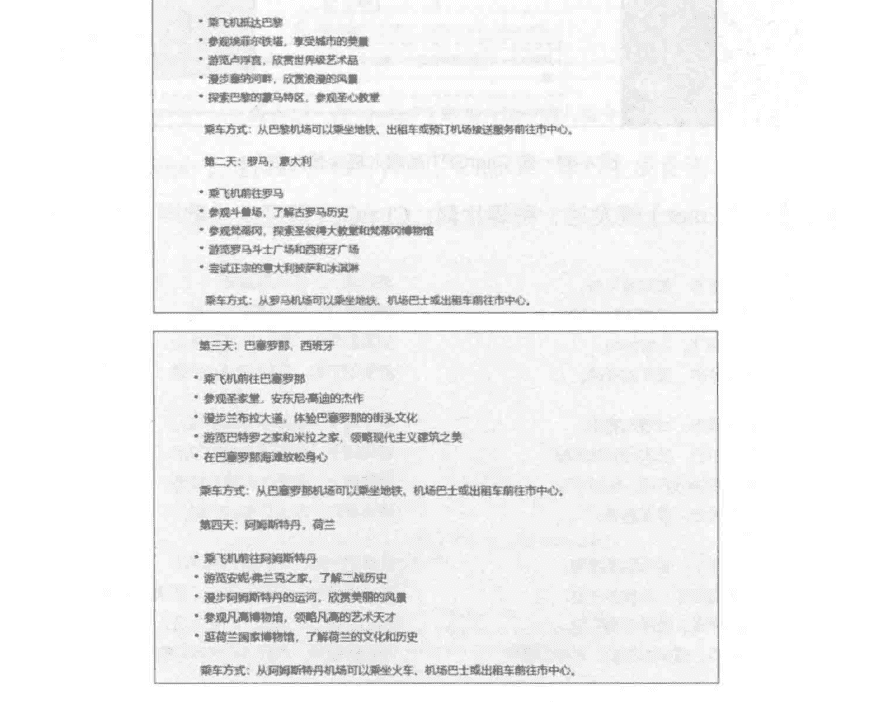 • 乘飞机抵达巴黎
• 参观埃菲尔铁塔，享受城市的美景
• 游览卢浮宫，欣赏世界级艺术品
• 漫步塞纳河畔，欣赏浪漫的风景
• 探索巴黎的蒙马特区，参观圣心教堂
乘车方式：从巴黎机场可以乘坐地铁、出租车或预订机场接送服务前往市中心。
第二天：罗马，意大利
• 乘飞机前往罗马
• 参观斗兽场，了解古罗马历史
• 参观梵蒂冈，探索圣彼得大教堂和梵蒂冈博物馆
• 游览罗马斗士广场和西班牙广场
• 尝试正宗的意大利披萨和冰淇淋
乘车方式：从罗马机场可以乘坐地铁、机场巴士或出租车前往市中心。
第三天：巴塞罗那、西班牙
• 乘飞机前往巴塞罗那
• 参观圣家堂，安东尼·高迪的杰作
• 漫步兰布拉大道，体验巴塞罗那的街头文化
• 游览巴特罗之家和米拉之家，领略现代主义建筑之美
• 在巴塞罗那海滩放松身心
乘车方式：从巴塞罗那机场可以乘坐地铁、机场巴士或出租车前往市中心。
第四天：阿姆斯特丹，荷兰
• 乘飞机前往阿姆斯特丹
• 游览安妮·弗兰克之家，了解二战历史
• 漫步阿姆斯特丹的运河，欣赏美丽的风景
• 参观凡高博物馆，领略凡高的艺术天才
• 逛荷兰国家博物馆，了解荷兰的文化和历史
乘车方式：从阿姆斯特丹机场可以乘坐火车、机场巴士或出租车前往市中心。